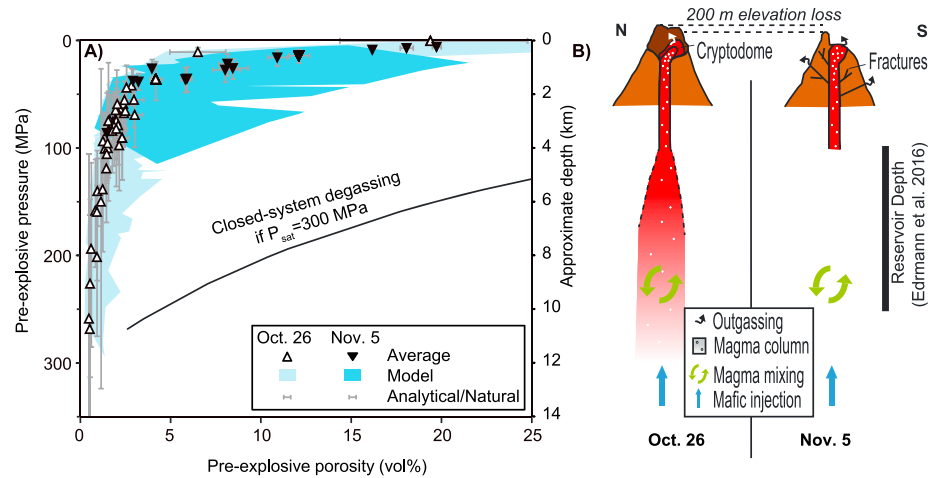 A)
0
100
200
300
Pre-explosive pressure (MPa)
0
5
10
15
20
25
Pre-explosive porosity (vol%)
0
2
4
6
8
10
12
14
Approximate depth (km)
Closed-system degassing
if Psat=300 MPa
Oct. 26 Nov. 5
Average
Model
Analytical/Natural
B)
200 m elevation loss
N
S
Cryptodome
Fractures
Reservoir Depth
(Edrmann et al. 2016)
Outgassing
Magma column
Magma mixing
Mafic injection
Oct. 26
Nov. 5